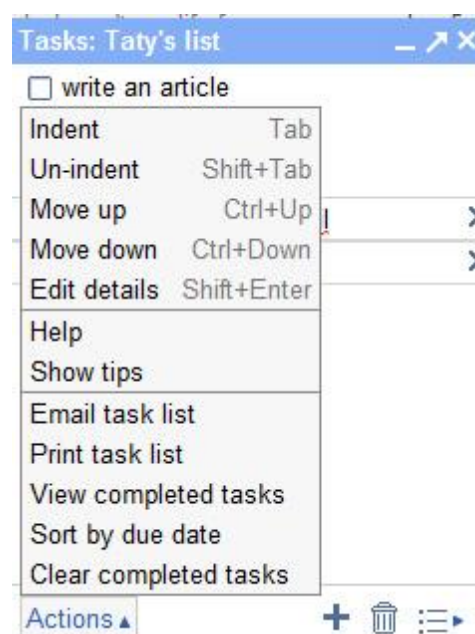 Tasks: Taty's list
write an article
Indent Tab
Un-indent Shift+Tab
Move up Ctrl+Up
Move down Ctrl+Down
Edit details Shift+Enter
Help
Show tips
Email task list
Print task list
View completed tasks
Sort by due date
Clear completed tasks
Actions